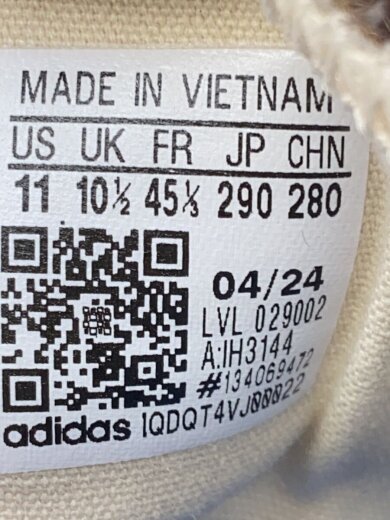 MADE IN VIETNAM
US UK FR JP CHN
11 10½ 45⅓ 290 280
04/24
LVL 029002
A:IH3144
#134069472
adidas 1QDQT4VJ00022